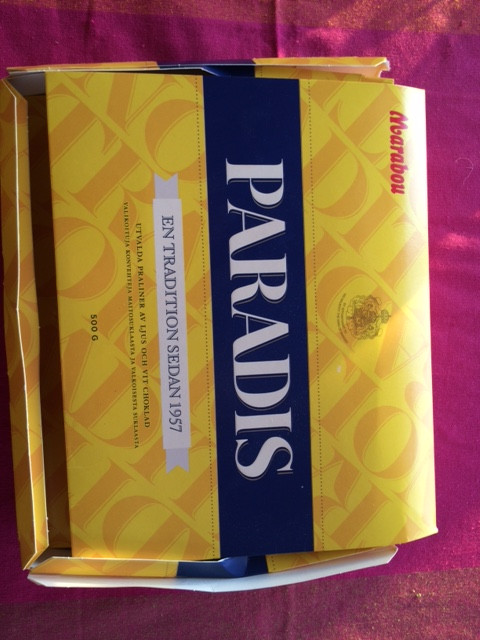 Marabou
PARADIS
EN TRADITION SEDAN 1957
UTVALDA PRALINER AV LJUS OCH VIT CHOKLAD
VALIKOITUJA KONVEHTEJA MAITOSUKLAASTA JA VALKOISESTA SUKLAASTA
500 G